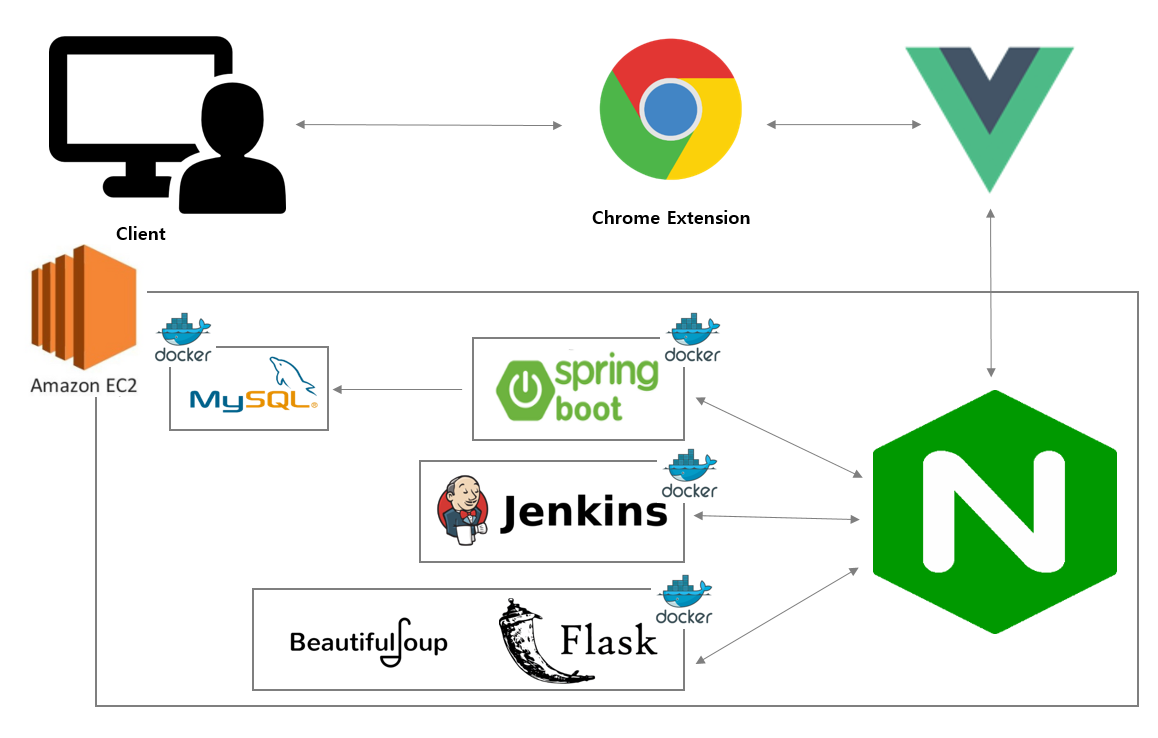 Client
Chrome Extension
Amazon EC2
docker
MySQL®
docker
spring
boot
docker
Jenkins
docker
BeautifulSoup
Flask
N